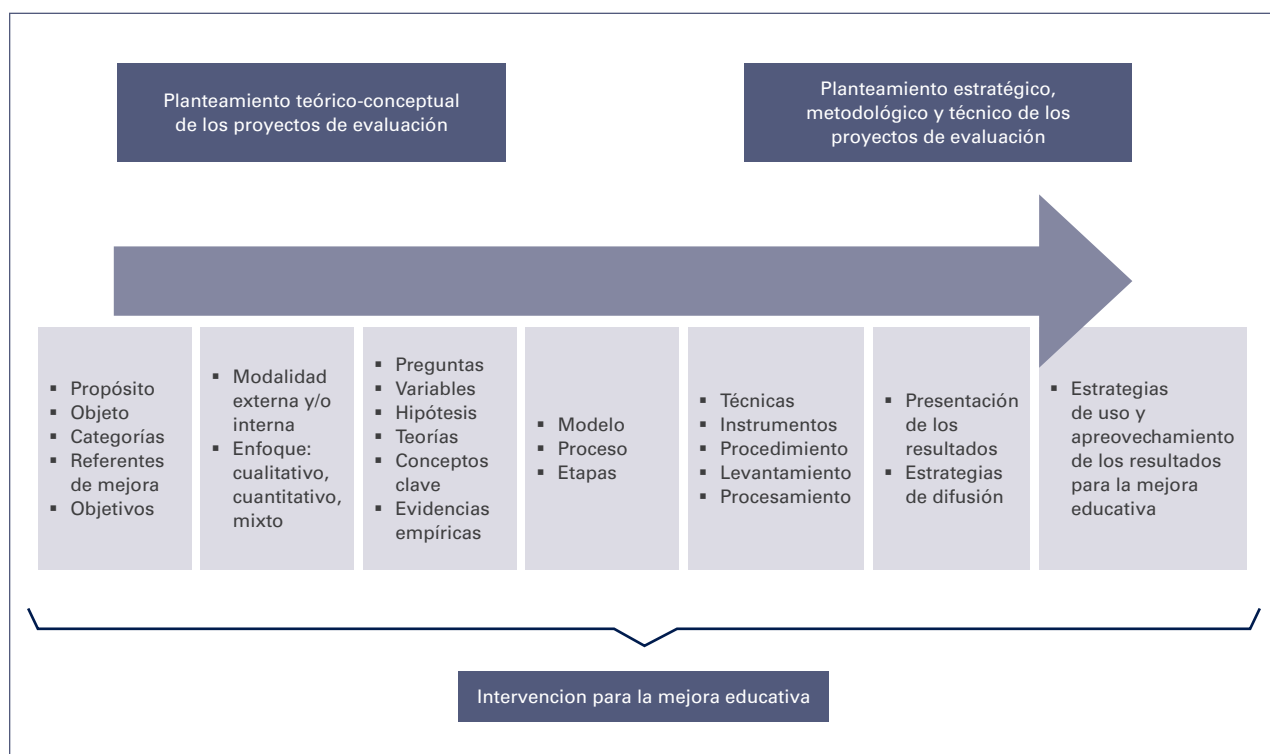 Planteamiento teórico-conceptual
de los proyectos de evaluación
Planteamiento estratégico,
metodológico y técnico de los
proyectos de evaluación
▪ Propósito
▪ Objeto
▪ Categorías
▪ Referentes
de mejora
▪ Objetivos
▪ Modalidad
externa y/o
interna
▪ Enfoque:
cualitativo,
cuantitativo,
mixto
▪ Preguntas
▪ Variables
▪ Hipótesis
▪ Teorías
▪ Conceptos
clave
▪ Evidencias
empíricas
▪ Modelo
▪ Proceso
▪ Etapas
▪ Técnicas
▪ Instrumentos
▪ Procedimiento
▪ Levantamiento
▪ Procesamiento
▪ Presentación
de los
resultados
▪ Estrategias
de difusión
▪ Estrategias
de uso y
apreovechamiento
de los resultados
para la mejora
educativa
Intervencion para la mejora educativa